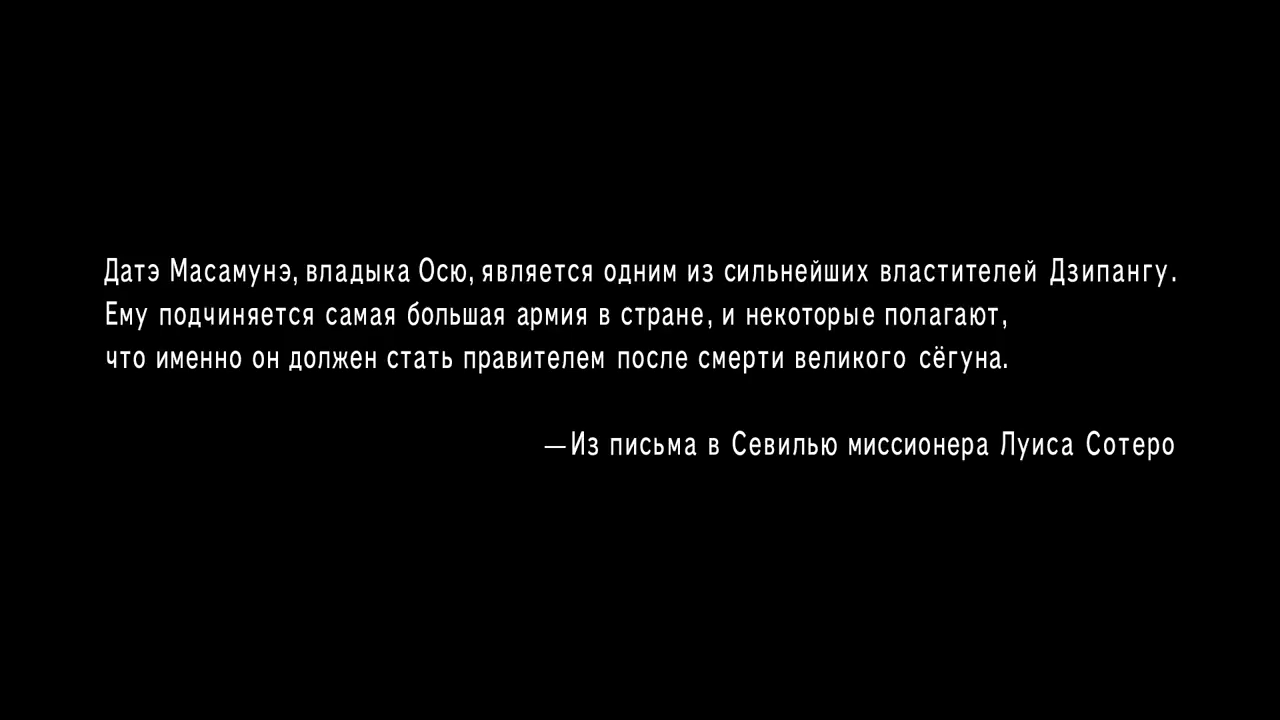 Датэ Масамунэ, владыка Осю, является одним из сильнейших властителей Дзипангу.
Ему подчиняется самая большая армия в стране, и некоторые полагают,
что именно он должен стать правителем после смерти великого сёгуна.
—Из письма в Севилью миссионера Луиса Сотеро